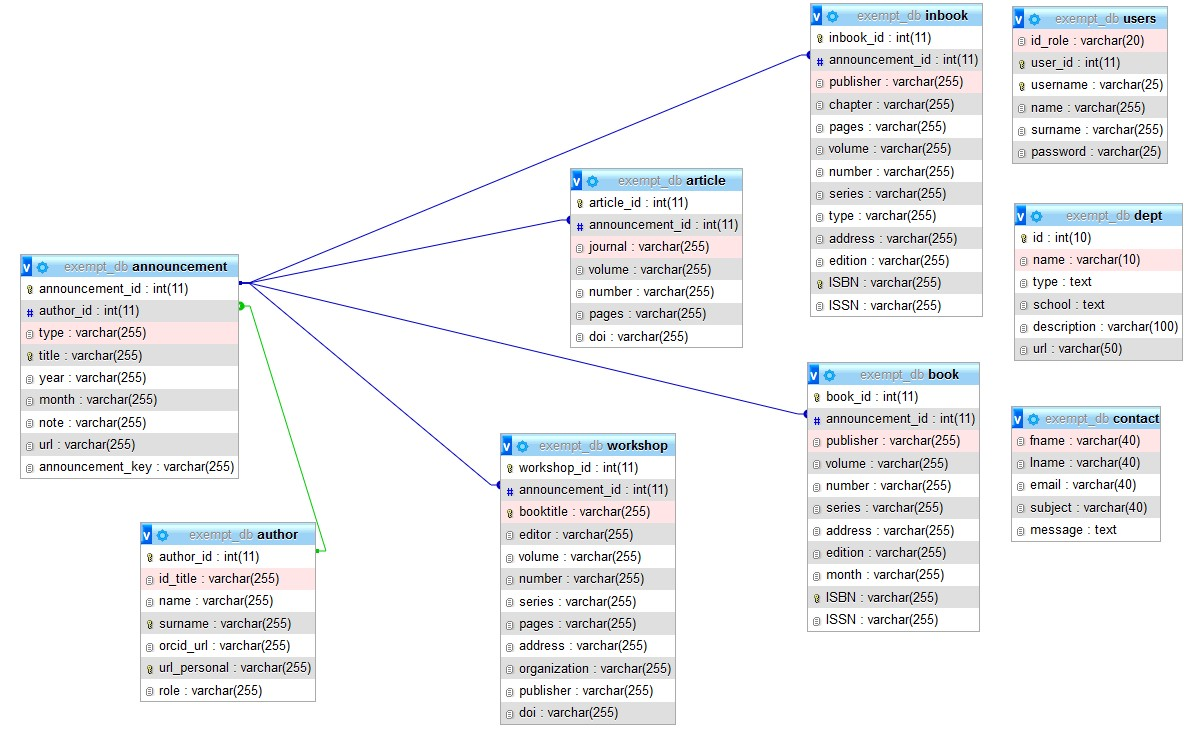 exempt_db announcement
announcement_id : int(11)
author_id : int(11)
type : varchar(255)
title : varchar(255)
year : varchar(255)
month : varchar(255)
note : varchar(255)
url : varchar(255)
announcement_key : varchar(255)
exempt_db author
author_id : int(11)
id_title : varchar(255)
name : varchar(255)
surname : varchar(255)
orcid_url : varchar(255)
url_personal : varchar(255)
role : varchar(255)
exempt_db article
article_id : int(11)
announcement_id : int(11)
journal : varchar(255)
volume : varchar(255)
number : varchar(255)
pages : varchar(255)
doi : varchar(255)
exempt_db workshop
workshop_id : int(11)
announcement_id : int(11)
booktitle : varchar(255)
editor : varchar(255)
volume : varchar(255)
number : varchar(255)
series : varchar(255)
pages : varchar(255)
address : varchar(255)
organization : varchar(255)
publisher : varchar(255)
doi : varchar(255)
exempt_db inbook
inbook_id : int(11)
announcement_id : int(11)
publisher : varchar(255)
chapter : varchar(255)
pages : varchar(255)
volume : varchar(255)
number : varchar(255)
series : varchar(255)
type : varchar(255)
address : varchar(255)
edition : varchar(255)
ISBN : varchar(255)
ISSN : varchar(255)
exempt_db book
book_id : int(11)
announcement_id : int(11)
publisher : varchar(255)
volume : varchar(255)
number : varchar(255)
series : varchar(255)
address : varchar(255)
edition : varchar(255)
month : varchar(255)
ISBN : varchar(255)
ISSN : varchar(255)
exempt_db users
id_role : varchar(20)
user_id : int(11)
username : varchar(25)
name : varchar(255)
surname : varchar(255)
password : varchar(25)
exempt_db dept
id : int(10)
name : varchar(10)
type : text
school : text
description : varchar(100)
url : varchar(50)
exempt_db contact
fname : varchar(40)
lname : varchar(40)
email : varchar(40)
subject : varchar(40)
message : text